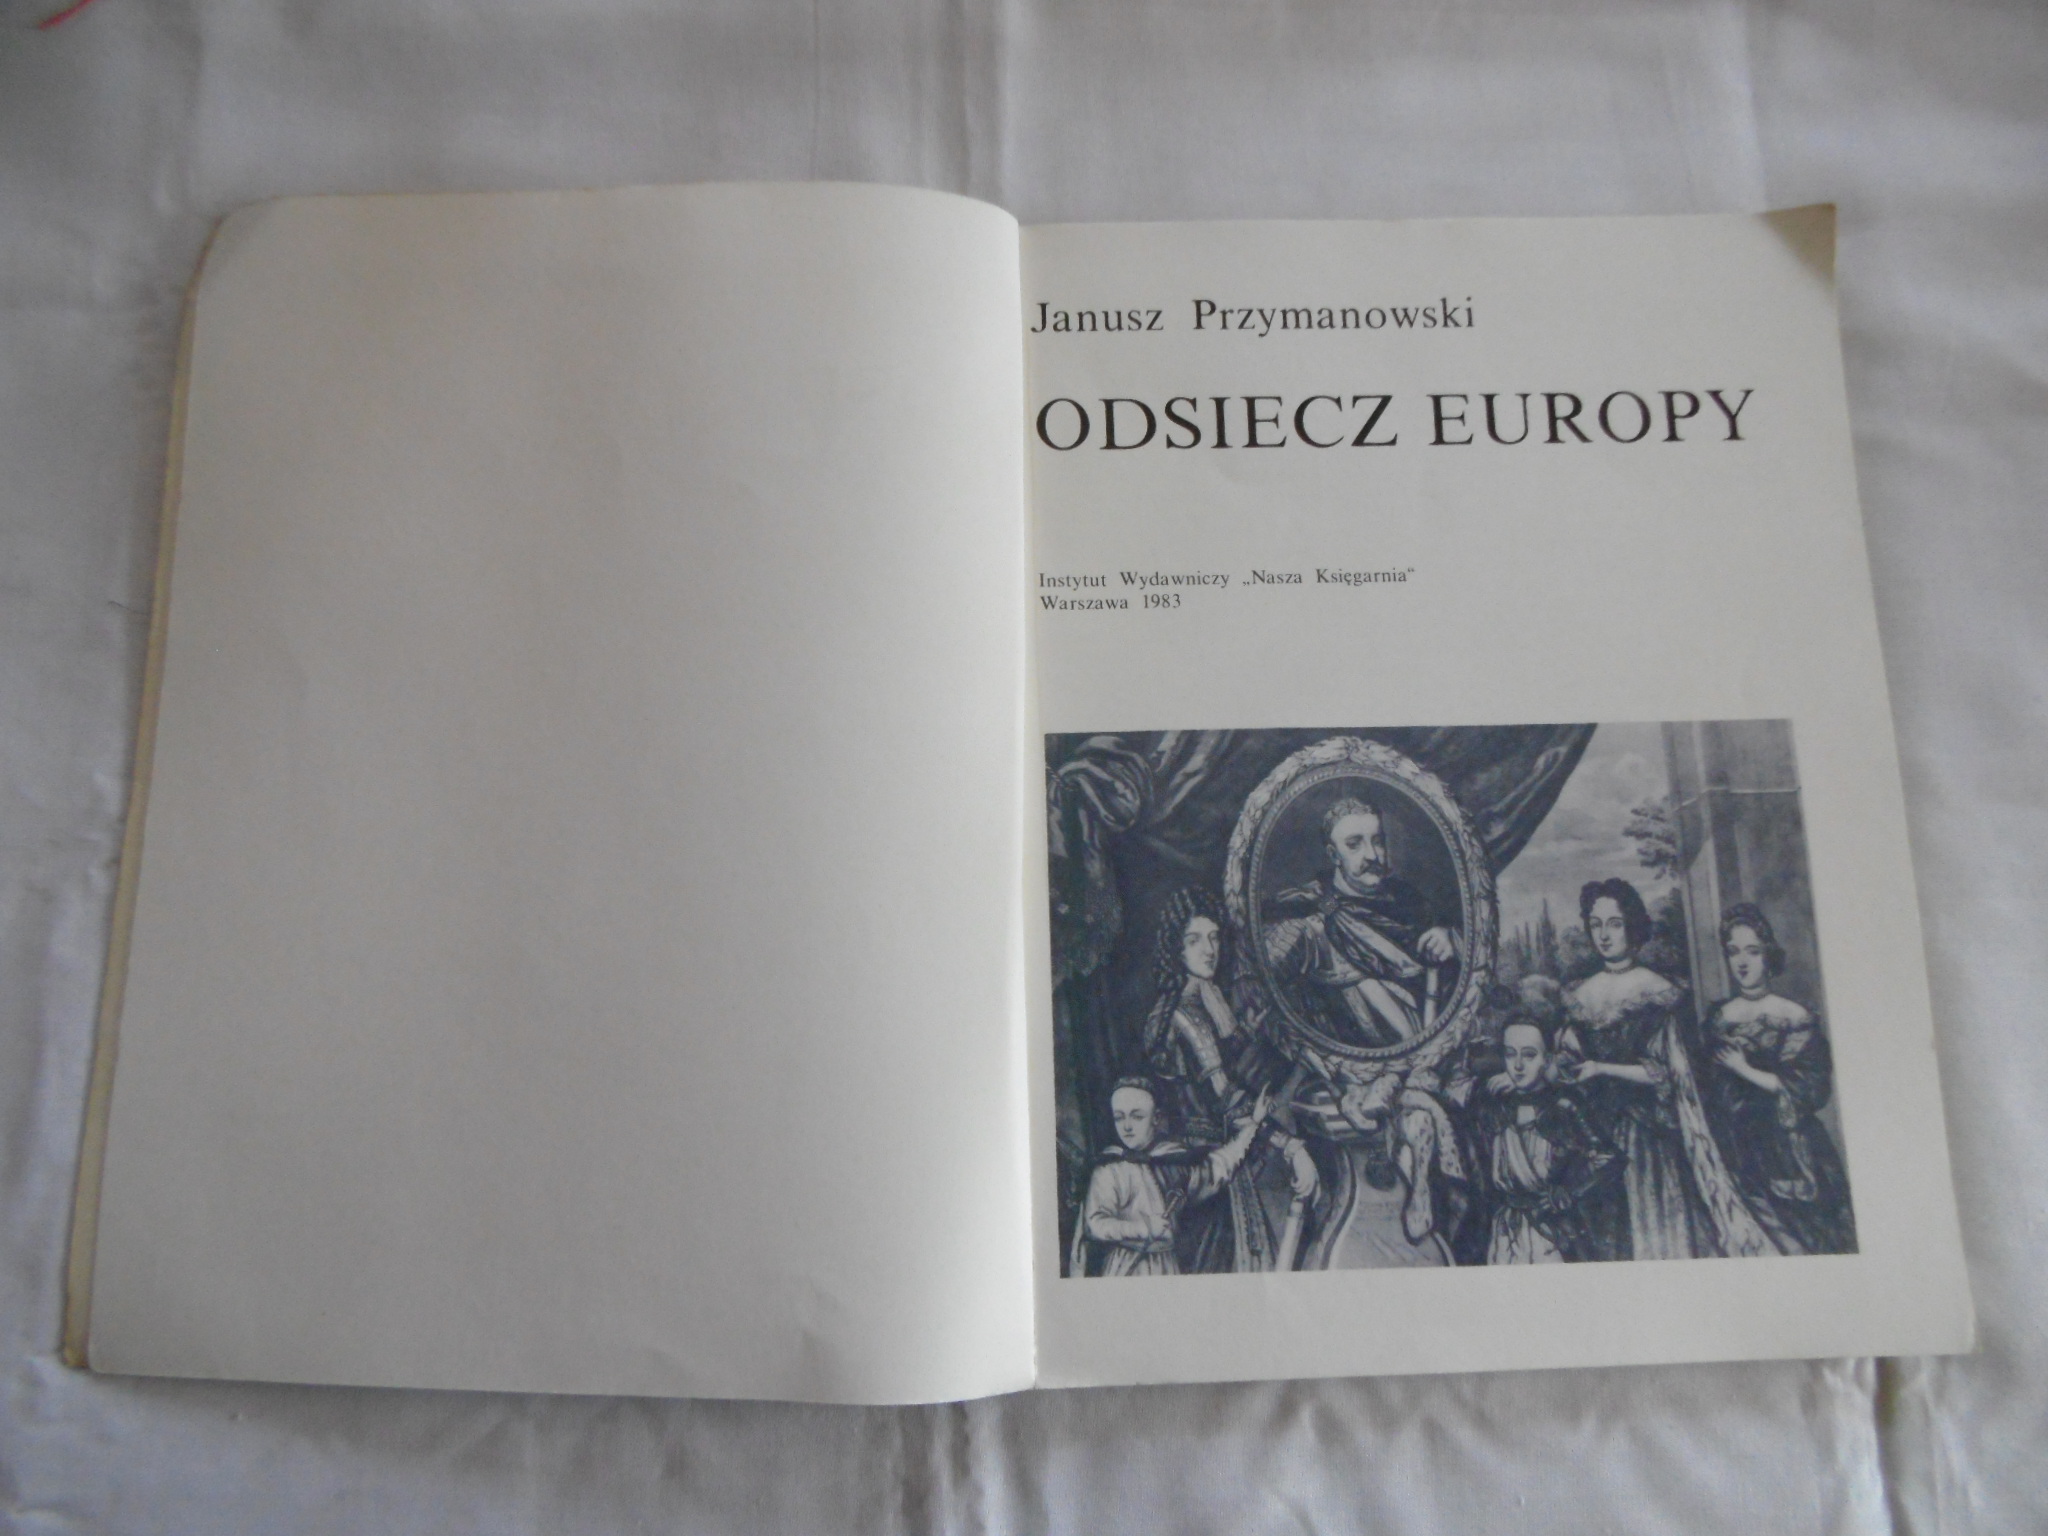 Janusz Przymanowski
ODSIECZ EUROPY
Instytut Wydawniczy „Nasza Księgarnia“
Warszawa 1983